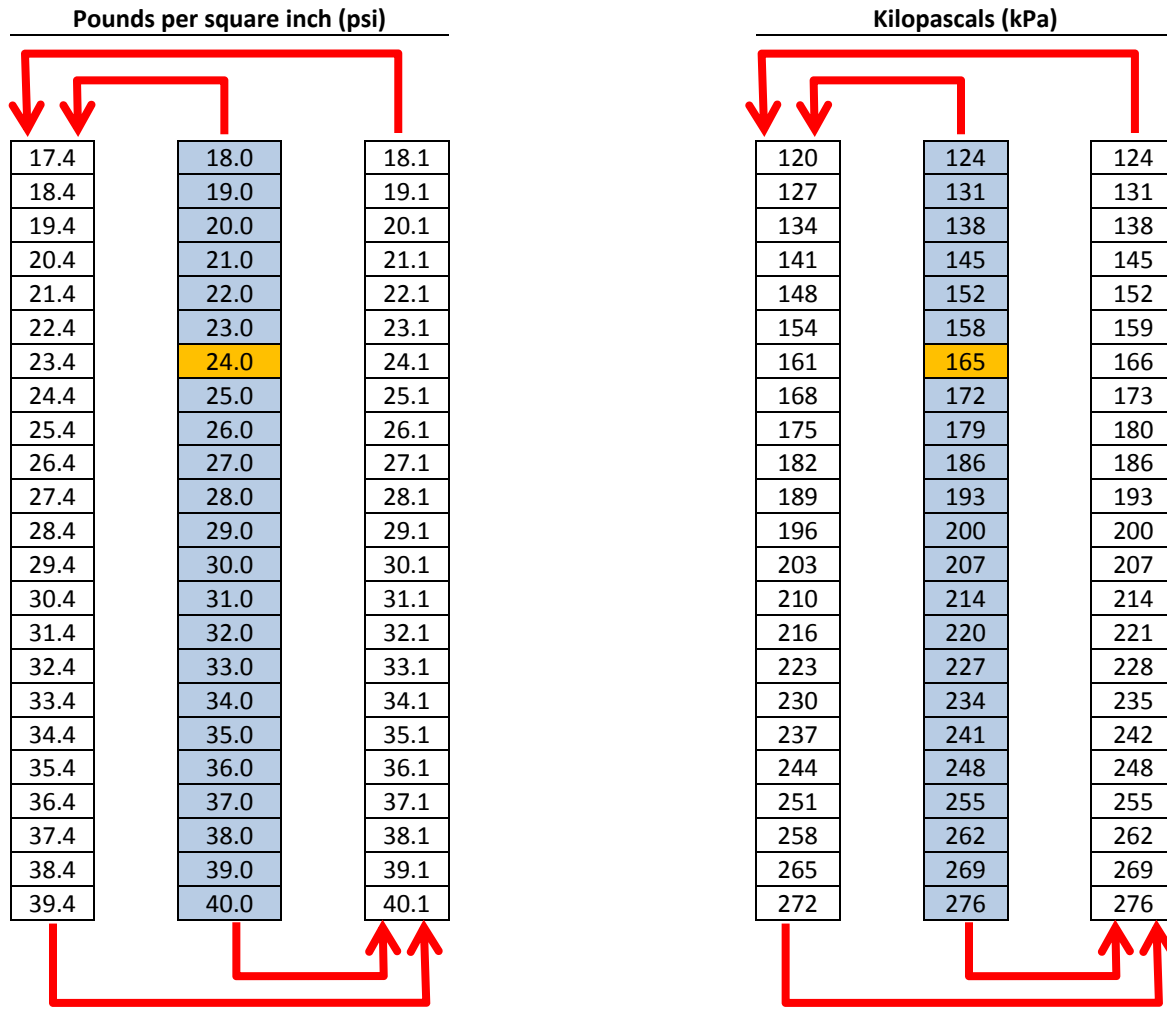 Pounds per square inch (psi) Kilopascals (kPa)
17.4 18.0 18.1 120 124 124
18.4 19.0 19.1 127 131 131
19.4 20.0 20.1 134 138 138
20.4 21.0 21.1 141 145 145
21.4 22.0 22.1 148 152 152
22.4 23.0 23.1 154 158 159
23.4 24.0 24.1 161 165 166
24.4 25.0 25.1 168 172 173
25.4 26.0 26.1 175 179 180
26.4 27.0 27.1 182 186 186
27.4 28.0 28.1 189 193 193
28.4 29.0 29.1 196 200 200
29.4 30.0 30.1 203 207 207
30.4 31.0 31.1 210 214 214
31.4 32.0 32.1 216 220 221
32.4 33.0 33.1 223 227 228
33.4 34.0 34.1 230 234 235
34.4 35.0 35.1 237 241 242
35.4 36.0 36.1 244 248 248
36.4 37.0 37.1 251 255 255
37.4 38.0 38.1 258 262 262
38.4 39.0 39.1 265 269 269
39.4 40.0 40.1 272 276 276